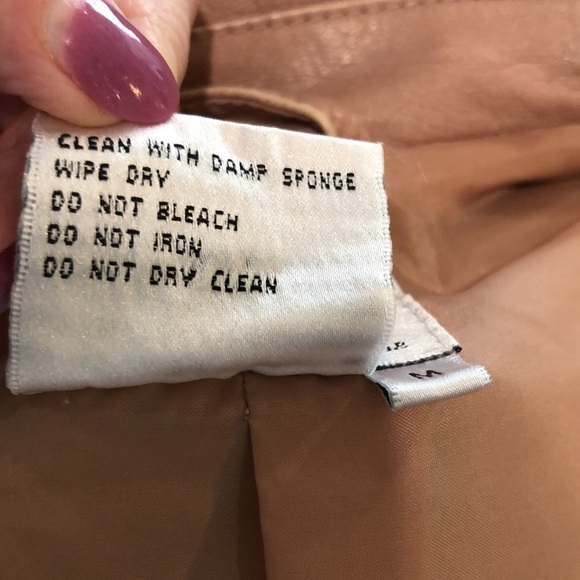 CLEAN WITH DAMP SPONGE
WIPE DRY
DO NOT BLEACH
DO NOT IRON
DO NOT DRY CLEAN
M